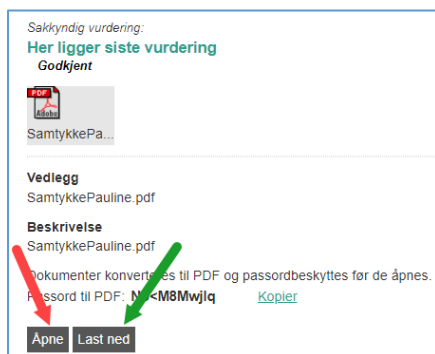 Sakkyndig vurdering:
Her ligger siste vurdering
Godkjent
PDF
Adobe
SamtykkePa...
Vedlegg
SamtykkePauline.pdf
Beskrivelse
SamtykkePauline.pdf
Dokumenter konverteres til PDF og passordbeskyttes før de åpnes.
Passord til PDF: Kopier
Åpne Last ned